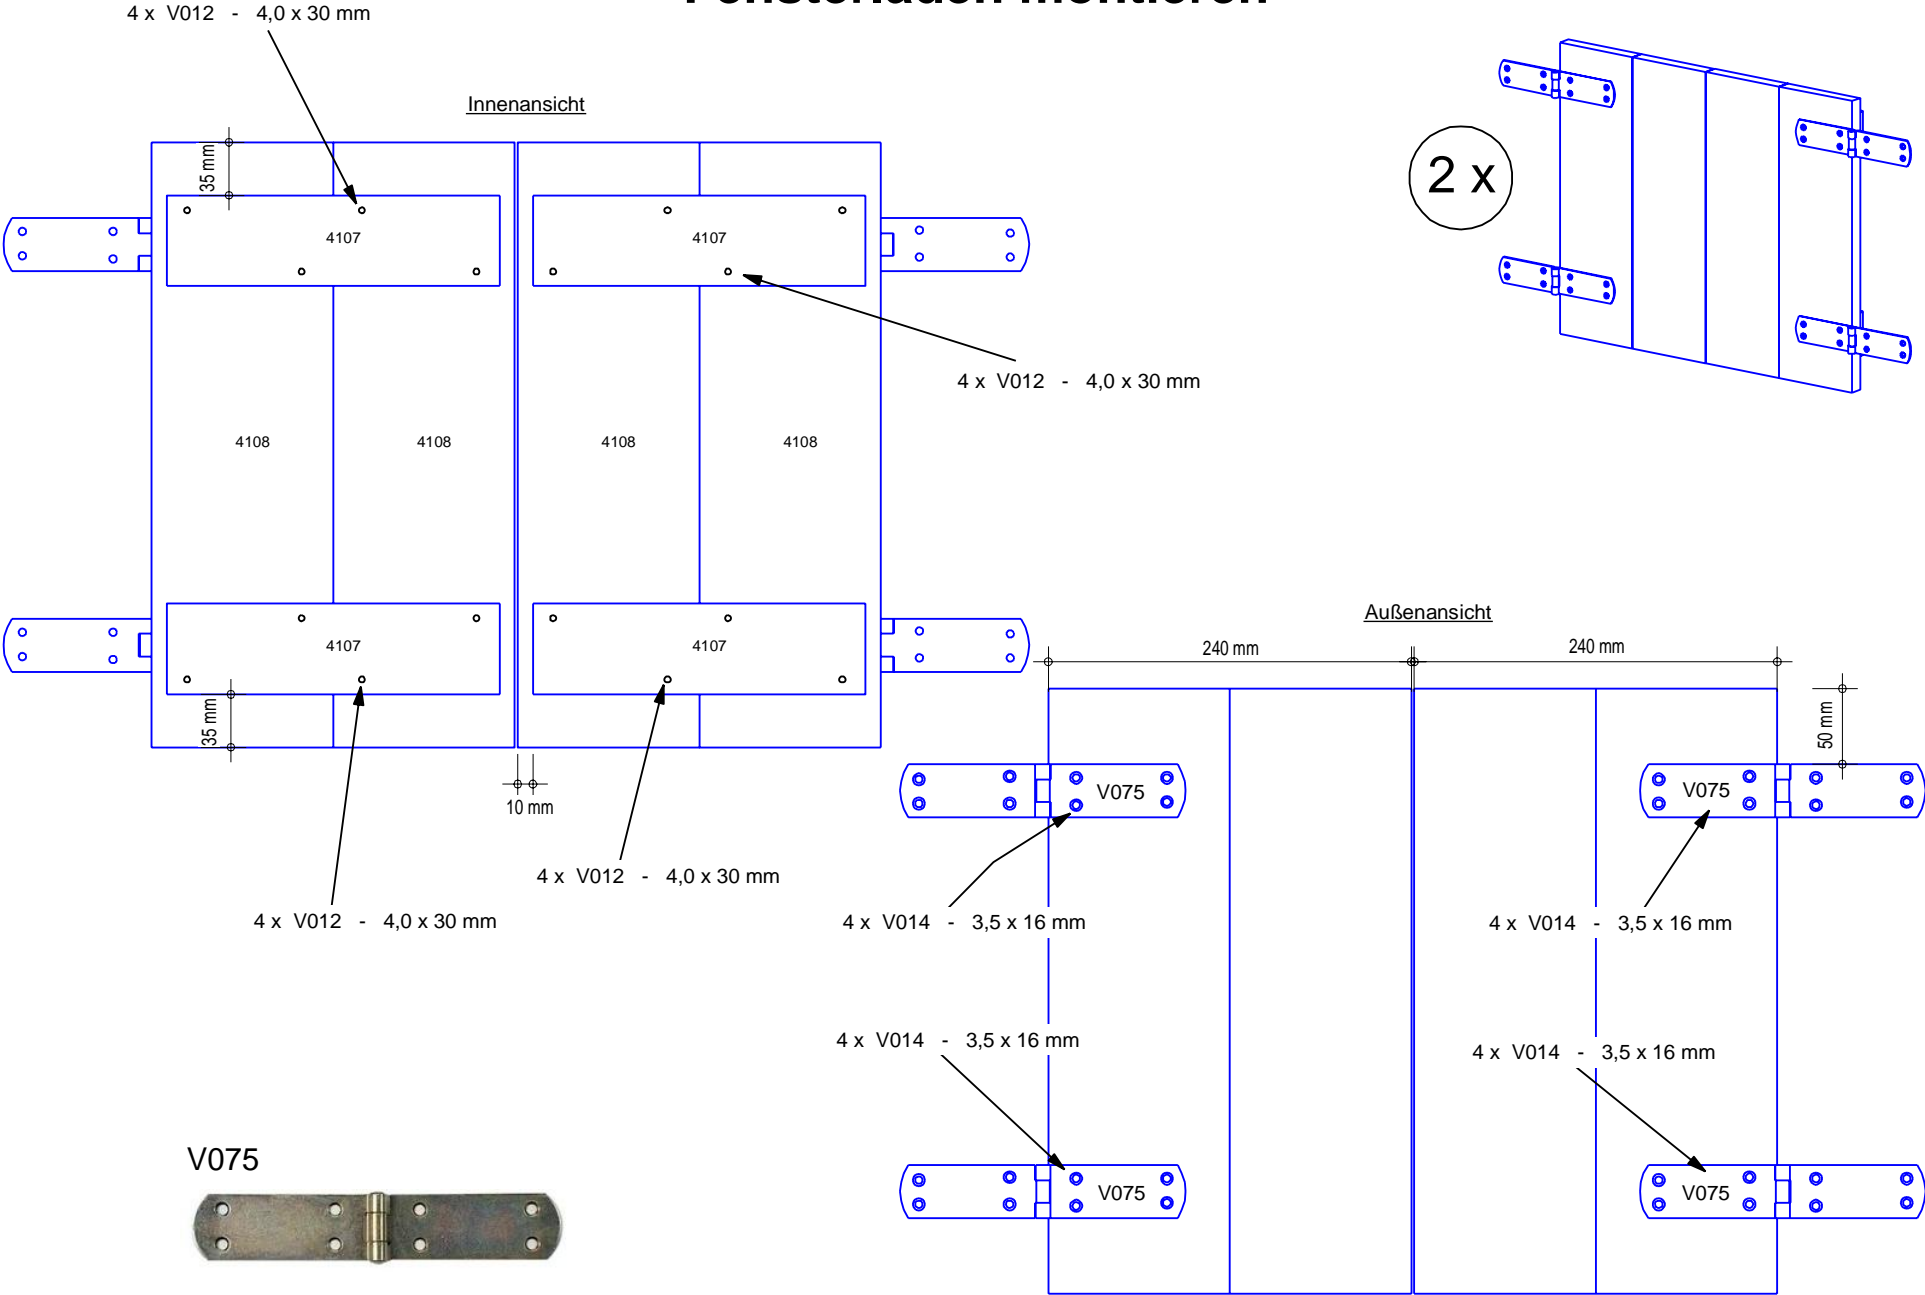 4 x V012 - 4,0 x 30 mm
Fensterladen montieren
Innenansicht
35 mm
2 x
4107
4107
4 x V012 - 4,0 x 30 mm
4108
4108
4108
4108
4107
4107
35 mm
10 mm
4 x V012 - 4,0 x 30 mm
4 x V012 - 4,0 x 30 mm
Außenansicht
240 mm
240 mm
50 mm
V075
V075
4 x V014 - 3,5 x 16 mm
4 x V014 - 3,5 x 16 mm
4 x V014 - 3,5 x 16 mm
4 x V014 - 3,5 x 16 mm
V075
V075
V075